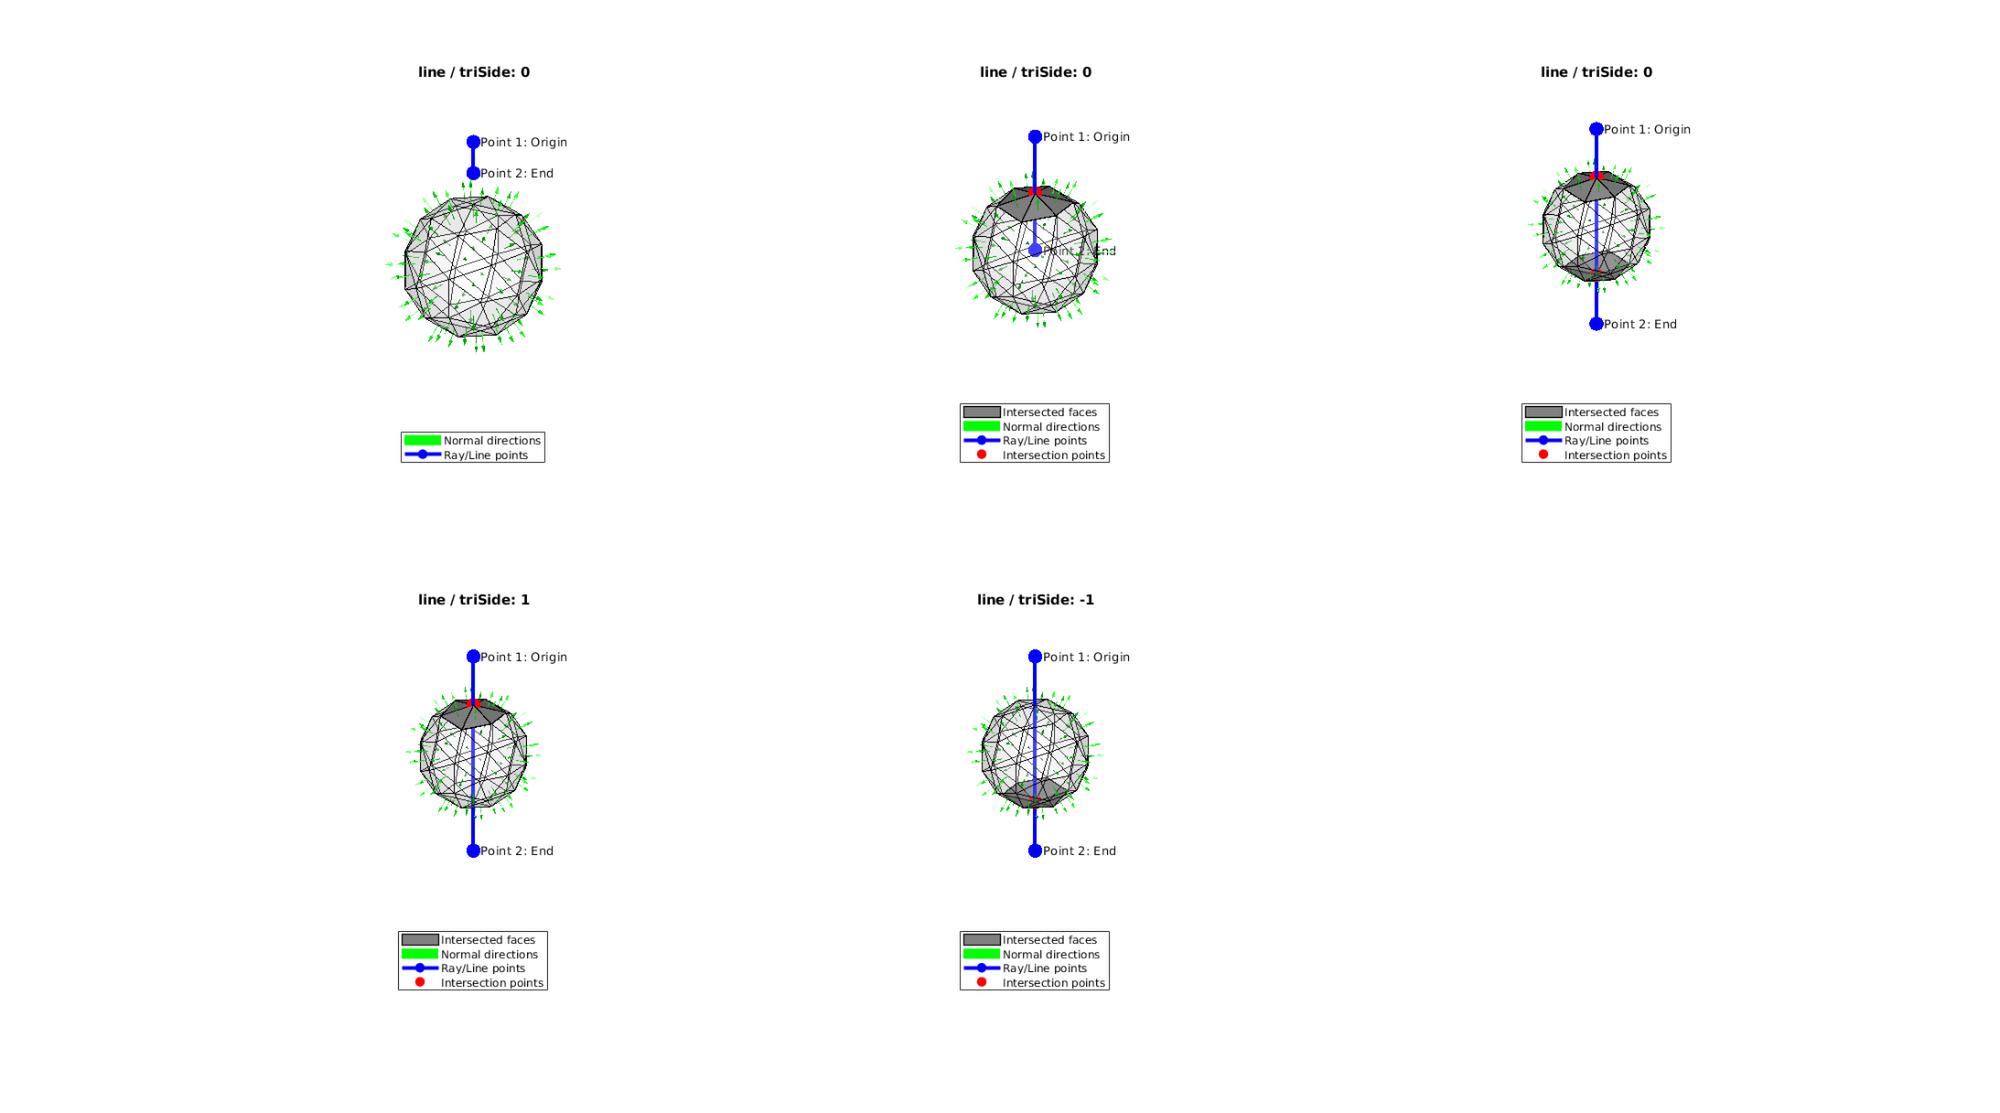 line / triSide: 0
Point 1: Origin
Point 2: End
Normal directions
Ray/Line points
line / triSide: 0
Point 1: Origin
Point 2: End
Intersected faces
Normal directions
Ray/Line points
Intersection points
line / triSide: 0
Point 1: Origin
Point 2: End
Intersected faces
Normal directions
Ray/Line points
Intersection points
line / triSide: 1
Point 1: Origin
Point 2: End
Intersected faces
Normal directions
Ray/Line points
Intersection points
line / triSide: -1
Point 1: Origin
Point 2: End
Intersected faces
Normal directions
Ray/Line points
Intersection points